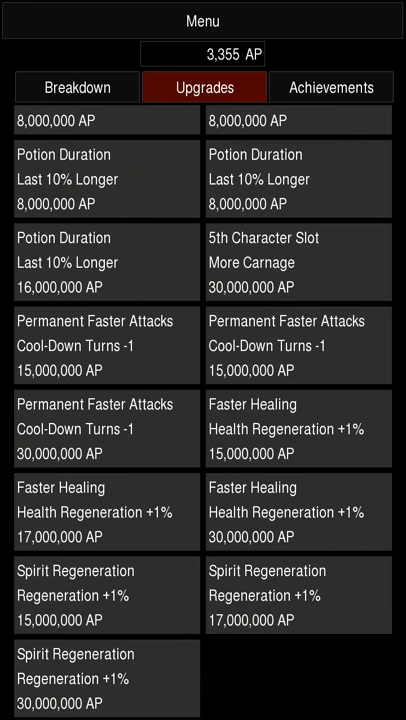 Menu
3,355 AP
Breakdown
Upgrades
Achievements
8,000,000 AP
8,000,000 AP
Potion Duration
Last 10% Longer
8,000,000 AP
Potion Duration
Last 10% Longer
8,000,000 AP
Potion Duration
Last 10% Longer
16,000,000 AP
5th Character Slot
More Carnage
30,000,000 AP
Permanent Faster Attacks
Cool-Down Turns -1
15,000,000 AP
Permanent Faster Attacks
Cool-Down Turns -1
15,000,000 AP
Permanent Faster Attacks
Cool-Down Turns -1
30,000,000 AP
Faster Healing
Health Regeneration +1%
15,000,000 AP
Faster Healing
Health Regeneration +1%
17,000,000 AP
Faster Healing
Health Regeneration +1%
30,000,000 AP
Spirit Regeneration
Regeneration +1%
15,000,000 AP
Spirit Regeneration
Regeneration +1%
17,000,000 AP
Spirit Regeneration
Regeneration +1%
30,000,000 AP